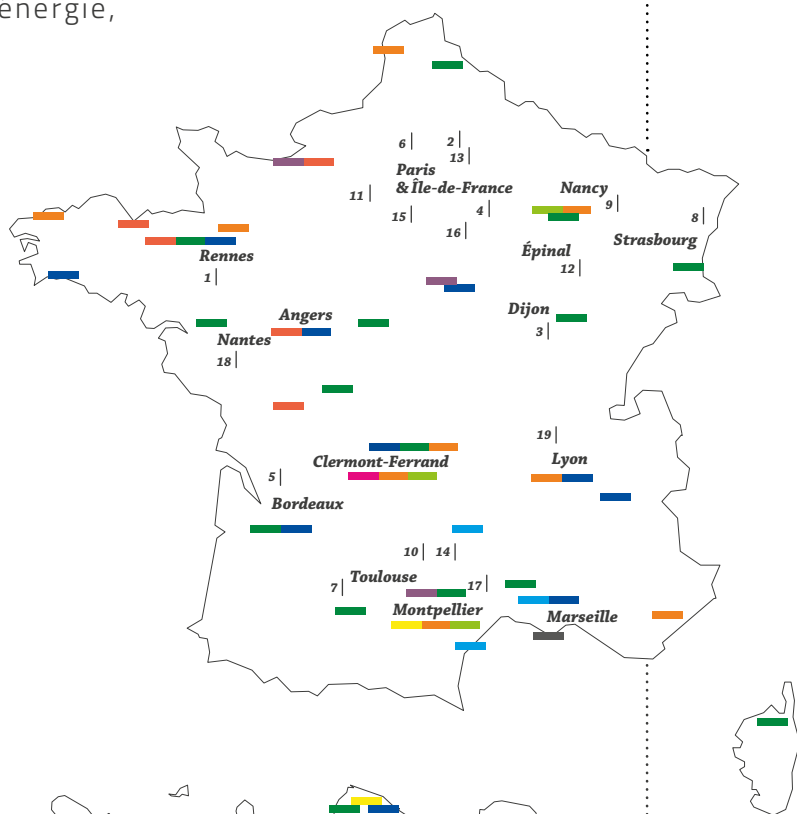 energie,
6
2
13
Paris
& Île-de-France
11
4
15
16
Nancy
9
8
Strasbourg
Épinal
12
Rennes
1
Dijon
3
Angers
Nantes
18
19
Lyon
Clermont-Ferrand
5
Bordeaux
10
14
Toulouse
7
17
Montpellier
Marseille